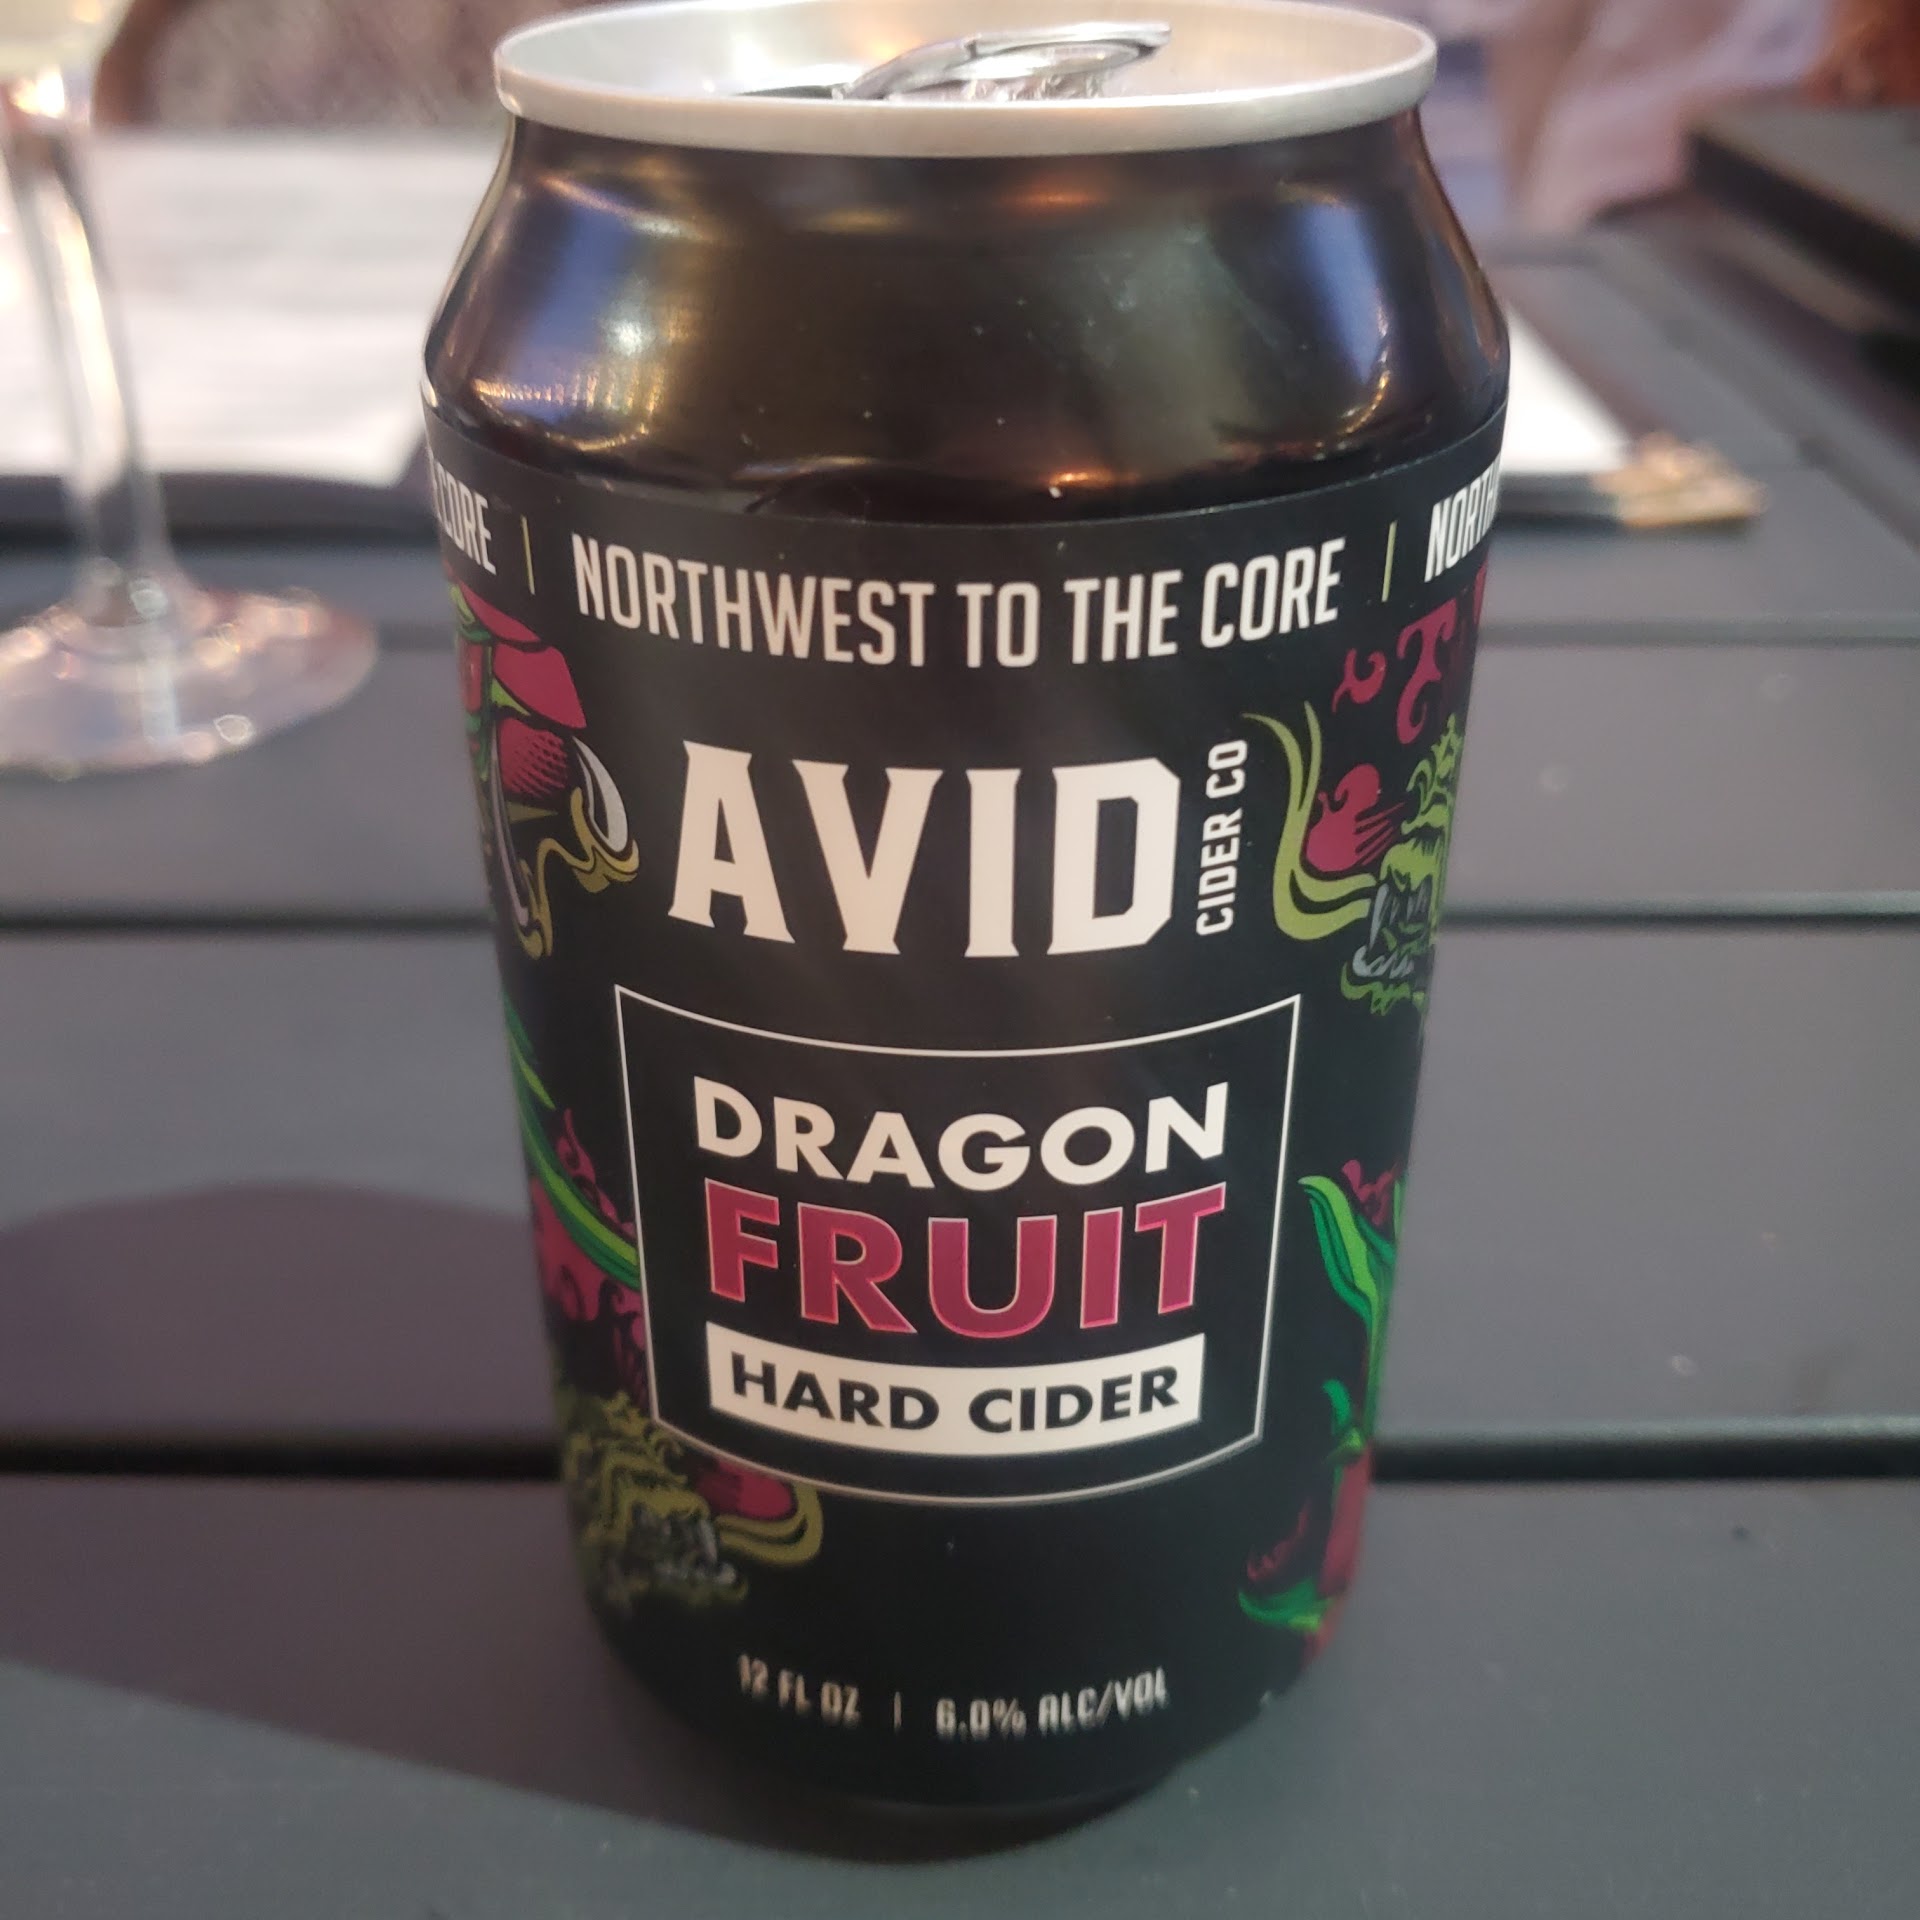 CORE | NORTHWEST TO THE CORE |
AVID
CIDER CO
DRAGON
FRUIT
HARD CIDER
12 FL OZ | 6.0% ALC/VOL